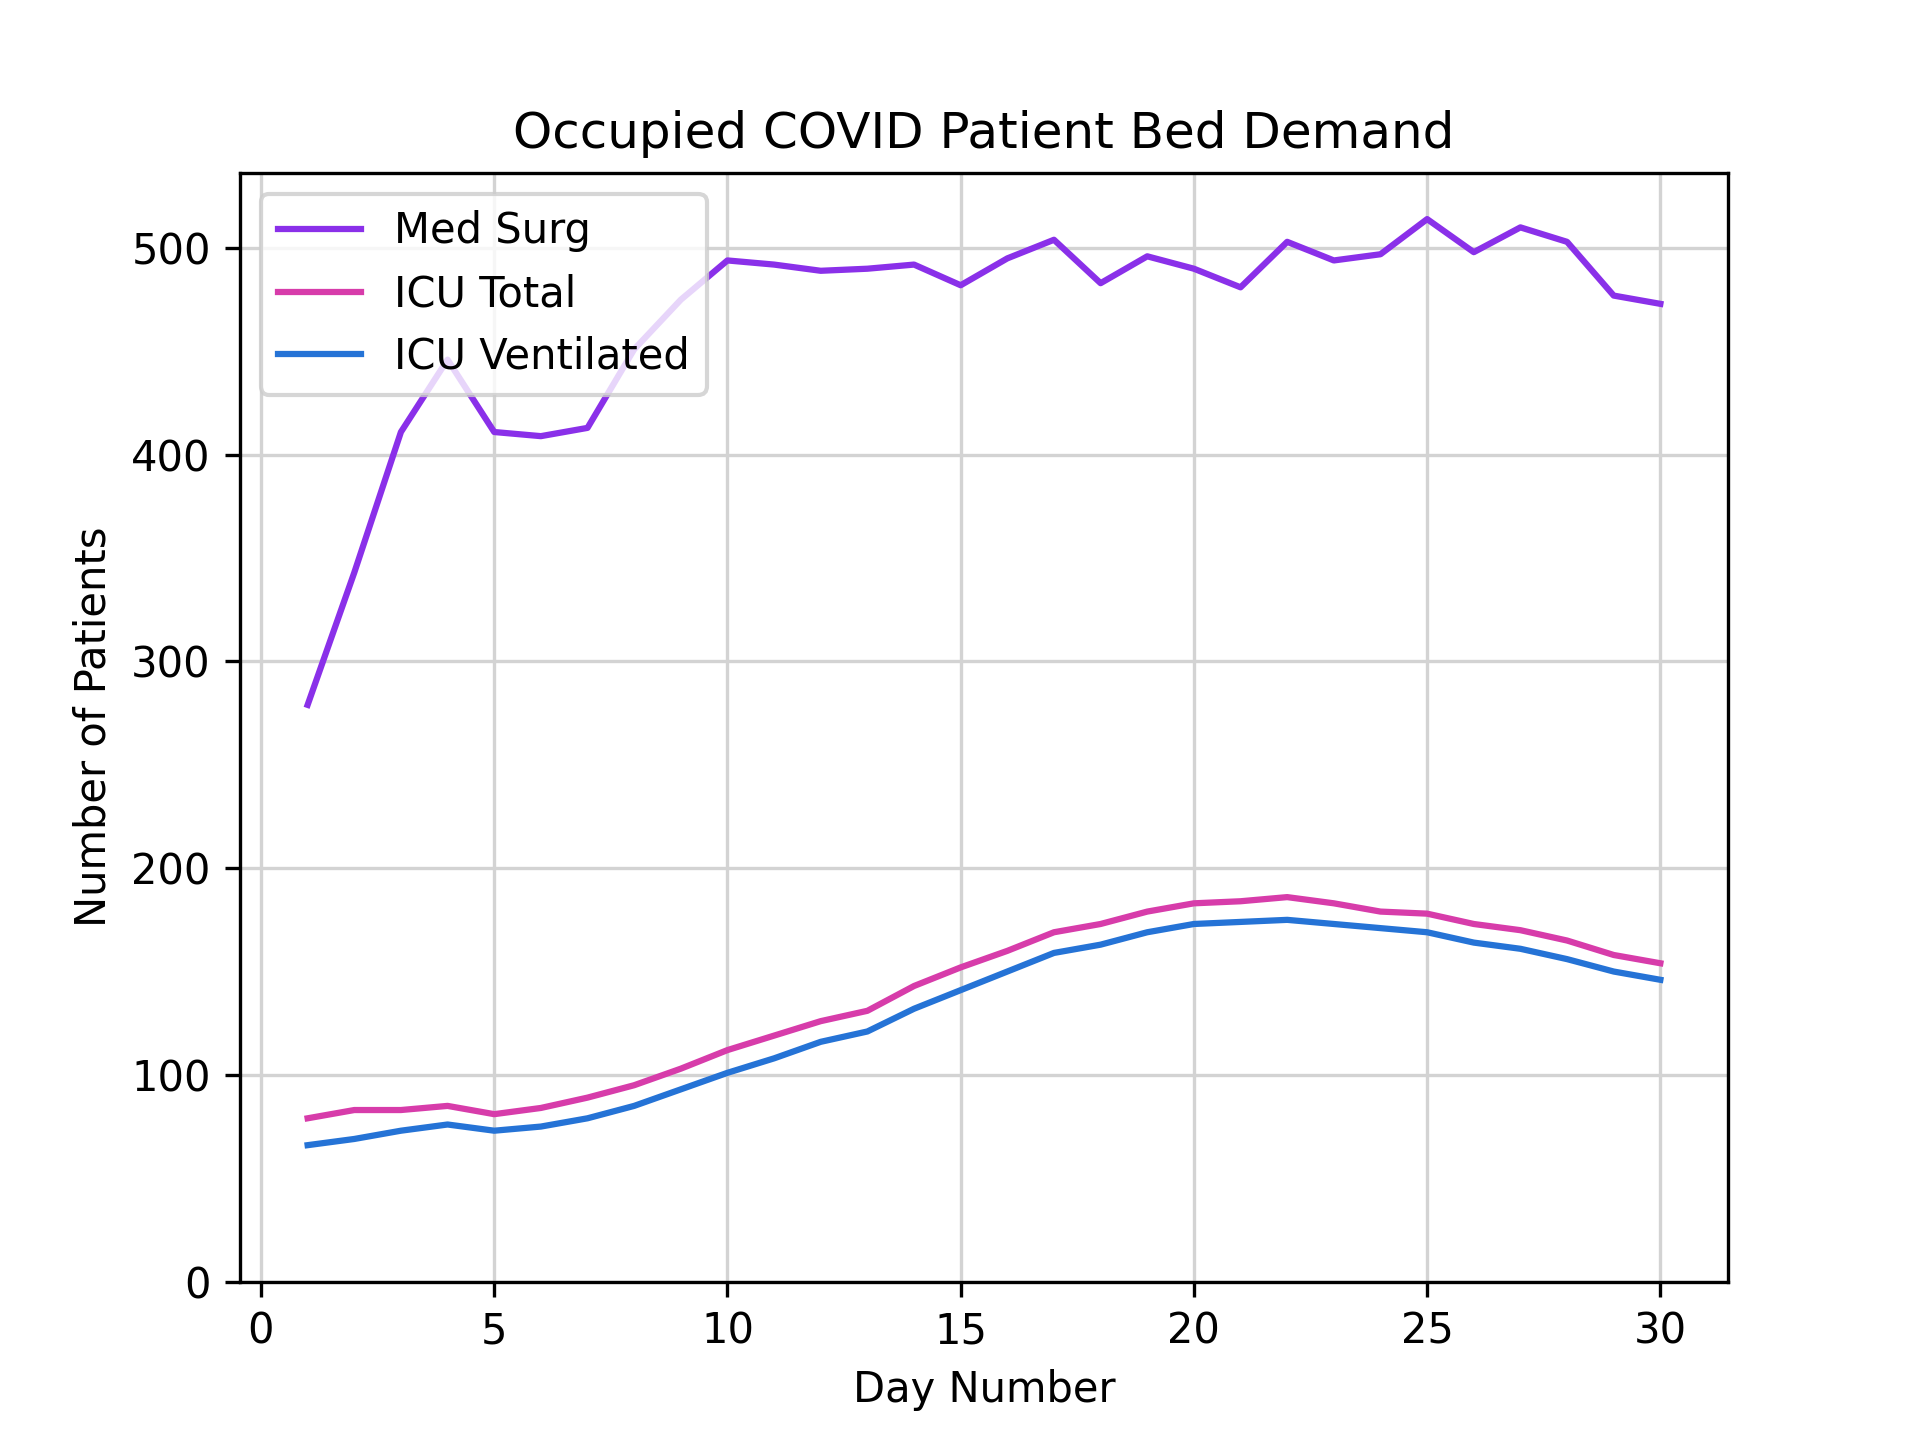 Occupied COVID Patient Bed Demand
Med Surg
ICU Total
ICU Ventilated
Number of Patients
500
400
300
200
100
0
0 5 10 15 20 25 30
Day Number